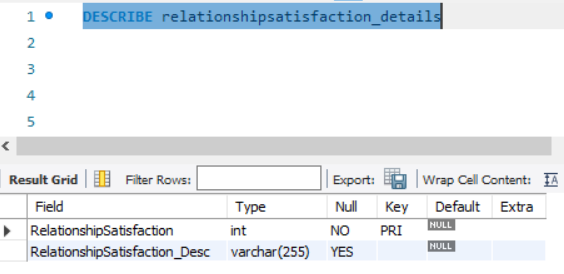 1 DESCRIBE relationshipsatisfaction_details
2
3
4
5
Result Grid Filter Rows: Export: Wrap Cell Content: IA
Field Type Null Key Default Extra
RelationshipSatisfaction int NO PRI NULL
RelationshipSatisfaction_Desc varchar(255) YES NULL